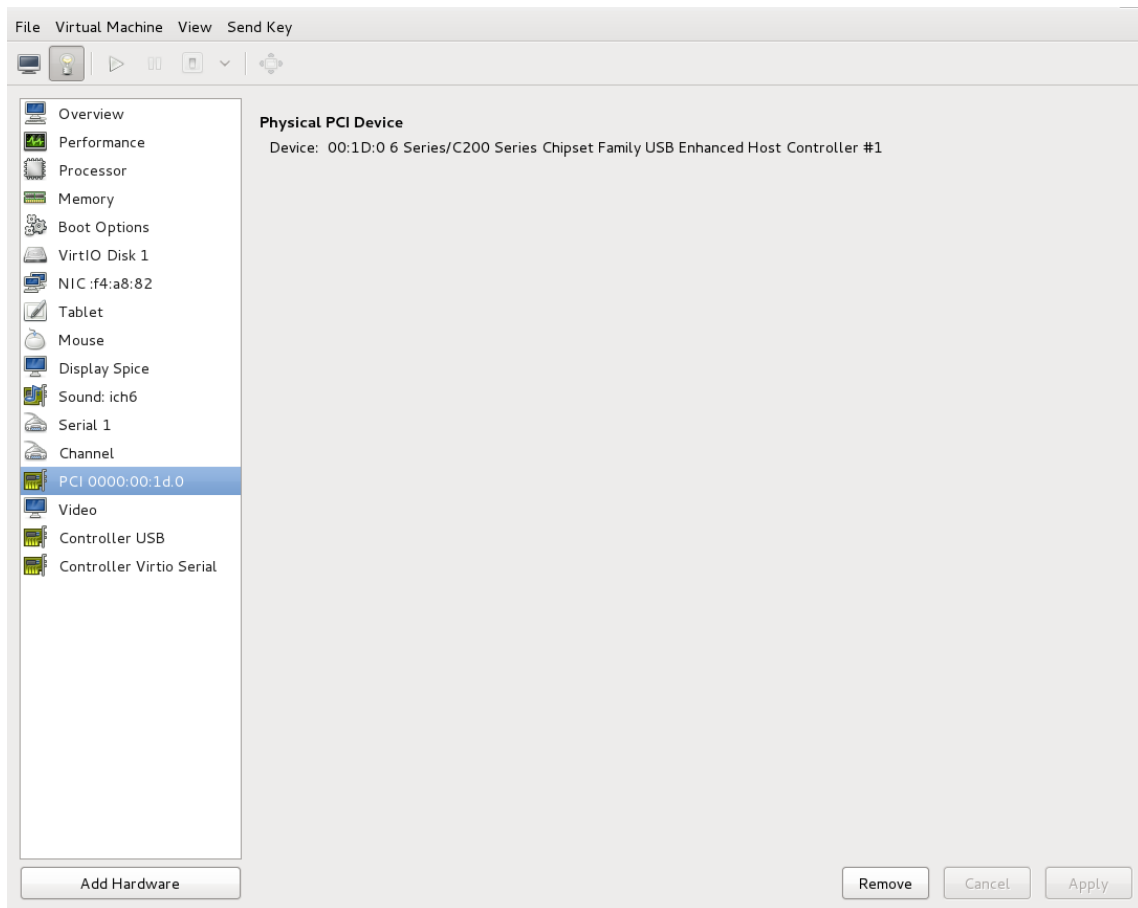 File Virtual Machine View Send Key
Overview
Performance
Processor
Memory
Boot Options
VirtIO Disk 1
NIC :f4:a8:82
Tablet
Mouse
Display Spice
Sound: ich6
Serial 1
Channel
PCI 0000:00:1d.0
Video
Controller USB
Controller Virtio Serial
Add Hardware
Physical PCI Device
Device: 00:1D:0 6 Series/C200 Series Chipset Family USB Enhanced Host Controller #1
Remove Cancel Apply